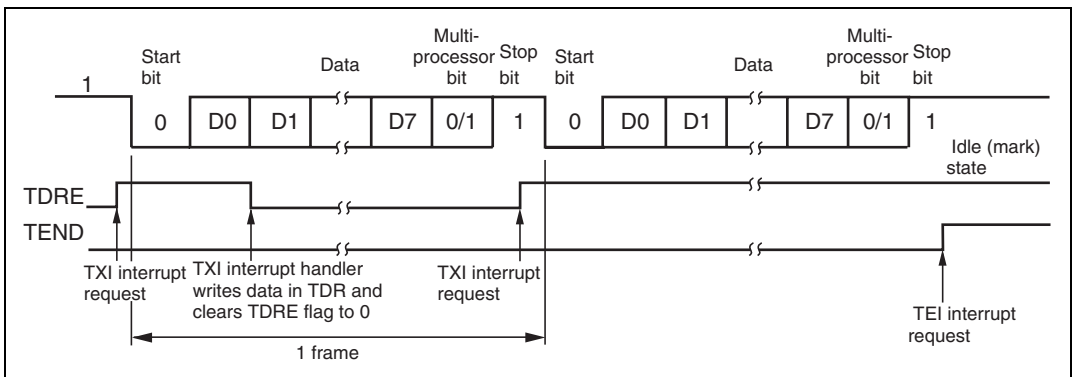 Multi-
Multi-
Start
processor Stop
Start
processor Stop
bit
Data
bit
bit
bit
Data
bit
bit
1
0
D0
D1
D7
0/1
1
0
D0
D1
D7
0/1
1
Idle (mark)
state
TDRE
TEND
TXI interrupt
request
TXI interrupt handler
writes data in TDR and
clears TDRE flag to 0
TXI interrupt
request
TEI interrupt
request
1 frame